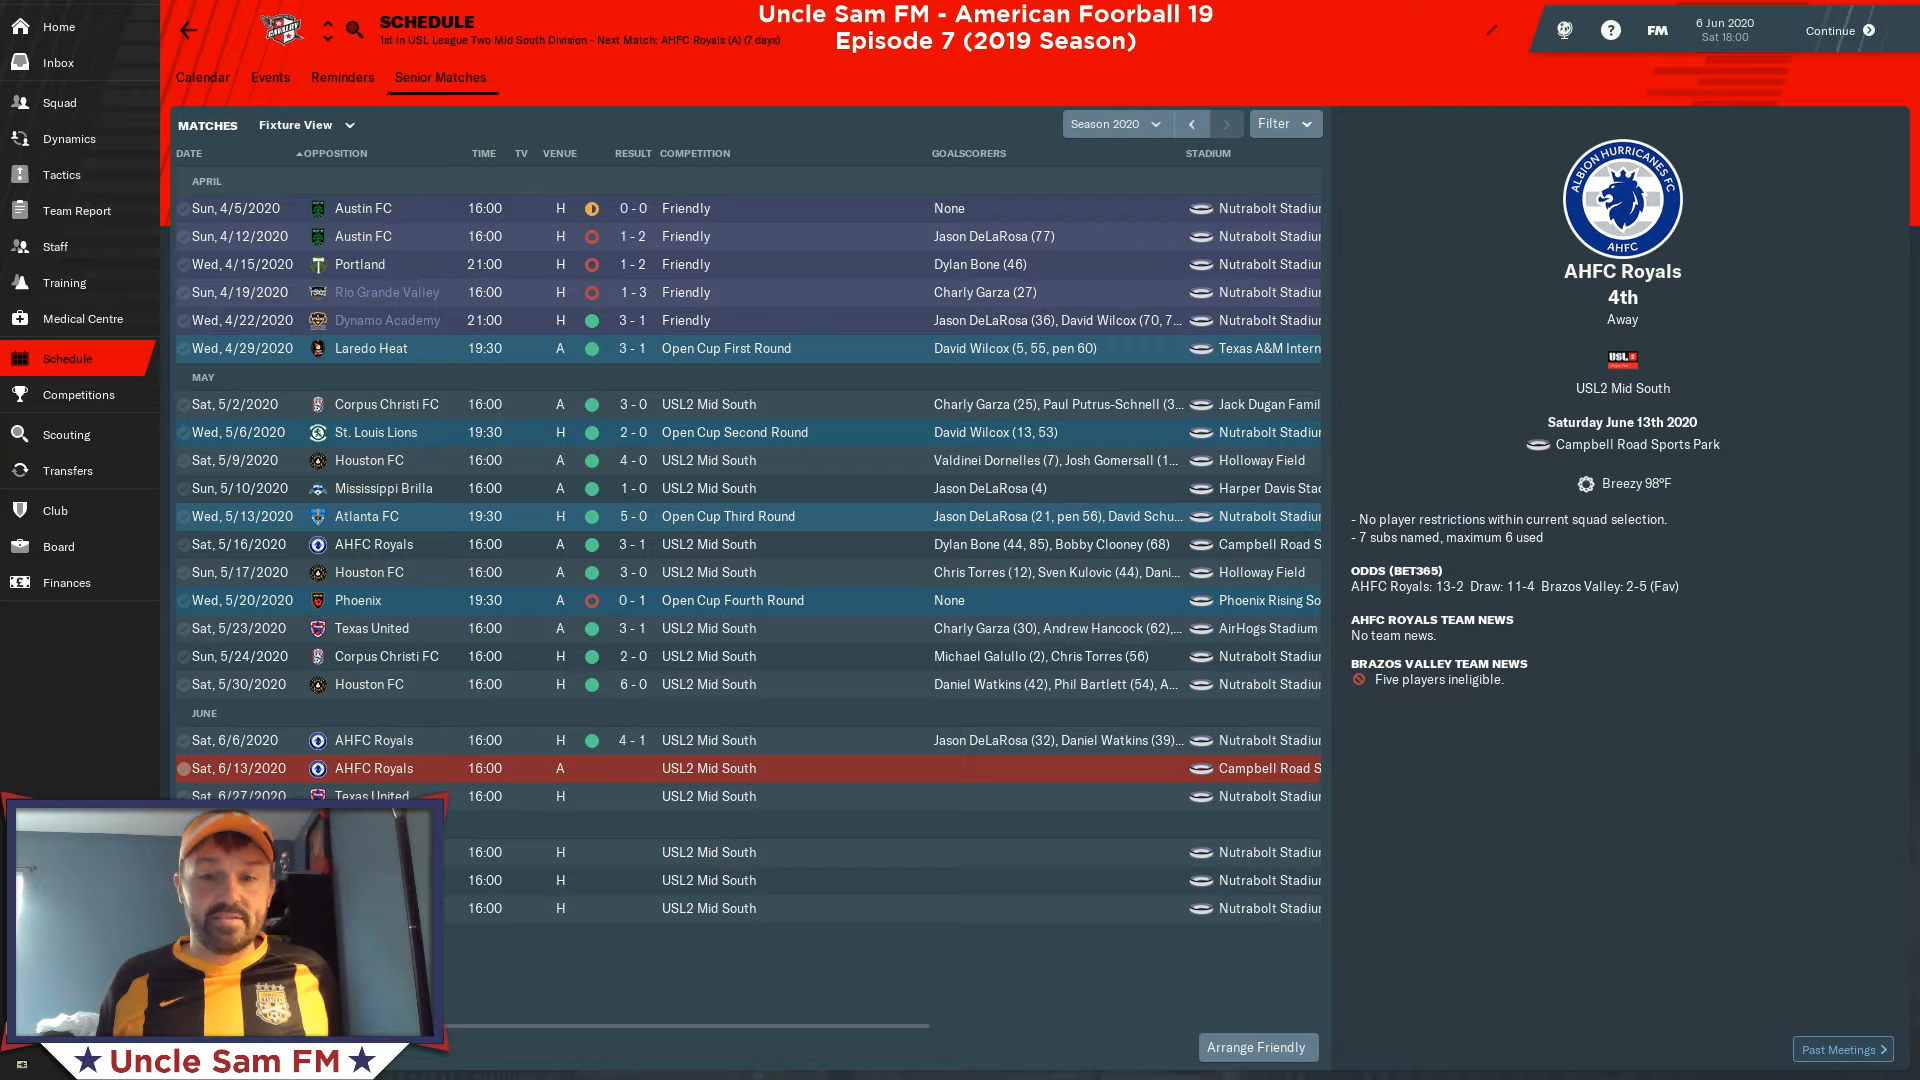 Uncle Sam FM - American Foorball 19
Episode 7 (2019 Season)
SCHEDULE
1st in USL League Two Mid South Division - Next Match: AHFC Royals (A) (7 days)
FM
6 Jun 2020
Sat 18:00
Continue
Calendar Events Reminders Senior Matches
Home
Inbox
Squad
Dynamics
Tactics
Team Report
Staff
Training
Medical Centre
Schedule
Competitions
Scouting
Transfers
Club
Board
Finances
MATCHES Fixture View Season 2020 Filter
DATE OPPOSITION TIME TV VENUE RESULT COMPETITION GOALSCORERS STADIUM
APRIL
Sun, 4/5/2020 Austin FC 16:00 H 0 - 0 Friendly None Nutrabolt Stadiur
Sun, 4/12/2020 Austin FC 16:00 H 1 - 2 Friendly Jason DeLaRosa (77) Nutrabolt Stadiur
Wed, 4/15/2020 Portland 21:00 H 1 - 2 Friendly Dylan Bone (46) Nutrabolt Stadiur
Sun, 4/19/2020 Rio Grande Valley 16:00 H 1 - 3 Friendly Charly Garza (27) Nutrabolt Stadiur
Wed, 4/22/2020 Dynamo Academy 21:00 H 3 - 1 Friendly Jason DeLaRosa (36), David Wilcox (70, 7... Nutrabolt Stadiur
Wed, 4/29/2020 Laredo Heat 19:30 A 3 - 1 Open Cup First Round David Wilcox (5, 55, pen 60) Texas A&M Intern
MAY
Sat, 5/2/2020 Corpus Christi FC 16:00 A 3 - 0 USL2 Mid South Charly Garza (25), Paul Putrus-Schnell (3... Jack Dugan Famil
Wed, 5/6/2020 St. Louis Lions 19:30 H 2 - 0 Open Cup Second Round David Wilcox (13, 53) Nutrabolt Stadiur
Sat, 5/9/2020 Houston FC 16:00 A 4 - 0 USL2 Mid South Valdinei Dornelles (7), Josh Gomersall (1... Holloway Field
Sun, 5/10/2020 Mississippi Brilla 16:00 A 1 - 0 USL2 Mid South Jason DeLaRosa (4) Harper Davis Stad
Wed, 5/13/2020 Atlanta FC 19:30 H 5 - 0 Open Cup Third Round Jason DeLaRosa (21, pen 56), David Schu... Nutrabolt Stadiur
Sat, 5/16/2020 AHFC Royals 16:00 A 3 - 1 USL2 Mid South Dylan Bone (44, 85), Bobby Clooney (68) Campbell Road S
Sun, 5/17/2020 Houston FC 16:00 A 3 - 0 USL2 Mid South Chris Torres (12), Sven Kulovic (44), Dani... Holloway Field
Wed, 5/20/2020 Phoenix 19:30 A 0 - 1 Open Cup Fourth Round None Phoenix Rising So
Sat, 5/23/2020 Texas United 16:00 A 3 - 1 USL2 Mid South Charly Garza (30), Andrew Hancock (62),... AirHogs Stadium
Sun, 5/24/2020 Corpus Christi FC 16:00 H 2 - 0 USL2 Mid South Michael Galullo (2), Chris Torres (56) Nutrabolt Stadiur
Sat, 5/30/2020 Houston FC 16:00 H 6 - 0 USL2 Mid South Daniel Watkins (42), Phil Bartlett (54), A... Nutrabolt Stadiur
JUNE
Sat, 6/6/2020 AHFC Royals 16:00 H 4 - 1 USL2 Mid South Jason DeLaRosa (32), Daniel Watkins (39)... Nutrabolt Stadiur
Sat, 6/13/2020 AHFC Royals 16:00 A USL2 Mid South Campbell Road S
Sat, 6/27/2020 Texas United 16:00 H USL2 Mid South Nutrabolt Stadiur
16:00 H USL2 Mid South Nutrabolt Stadiur
16:00 H USL2 Mid South Nutrabolt Stadiur
16:00 H USL2 Mid South Nutrabolt Stadiur
Arrange Friendly
ALBION HURRICANES FC
AHFC
AHFC Royals
4th
Away
USL2
USL2 Mid South
Saturday June 13th 2020
Campbell Road Sports Park
Breezy 98ºF
- No player restrictions within current squad selection.
- 7 subs named, maximum 6 used
ODDS (BET365)
AHFC Royals: 13-2 Draw: 11-4 Brazos Valley: 2-5 (Fav)
AHFC ROYALS TEAM NEWS
No team news.
BRAZOS VALLEY TEAM NEWS
Five players ineligible.
Past Meetings
Uncle Sam FM